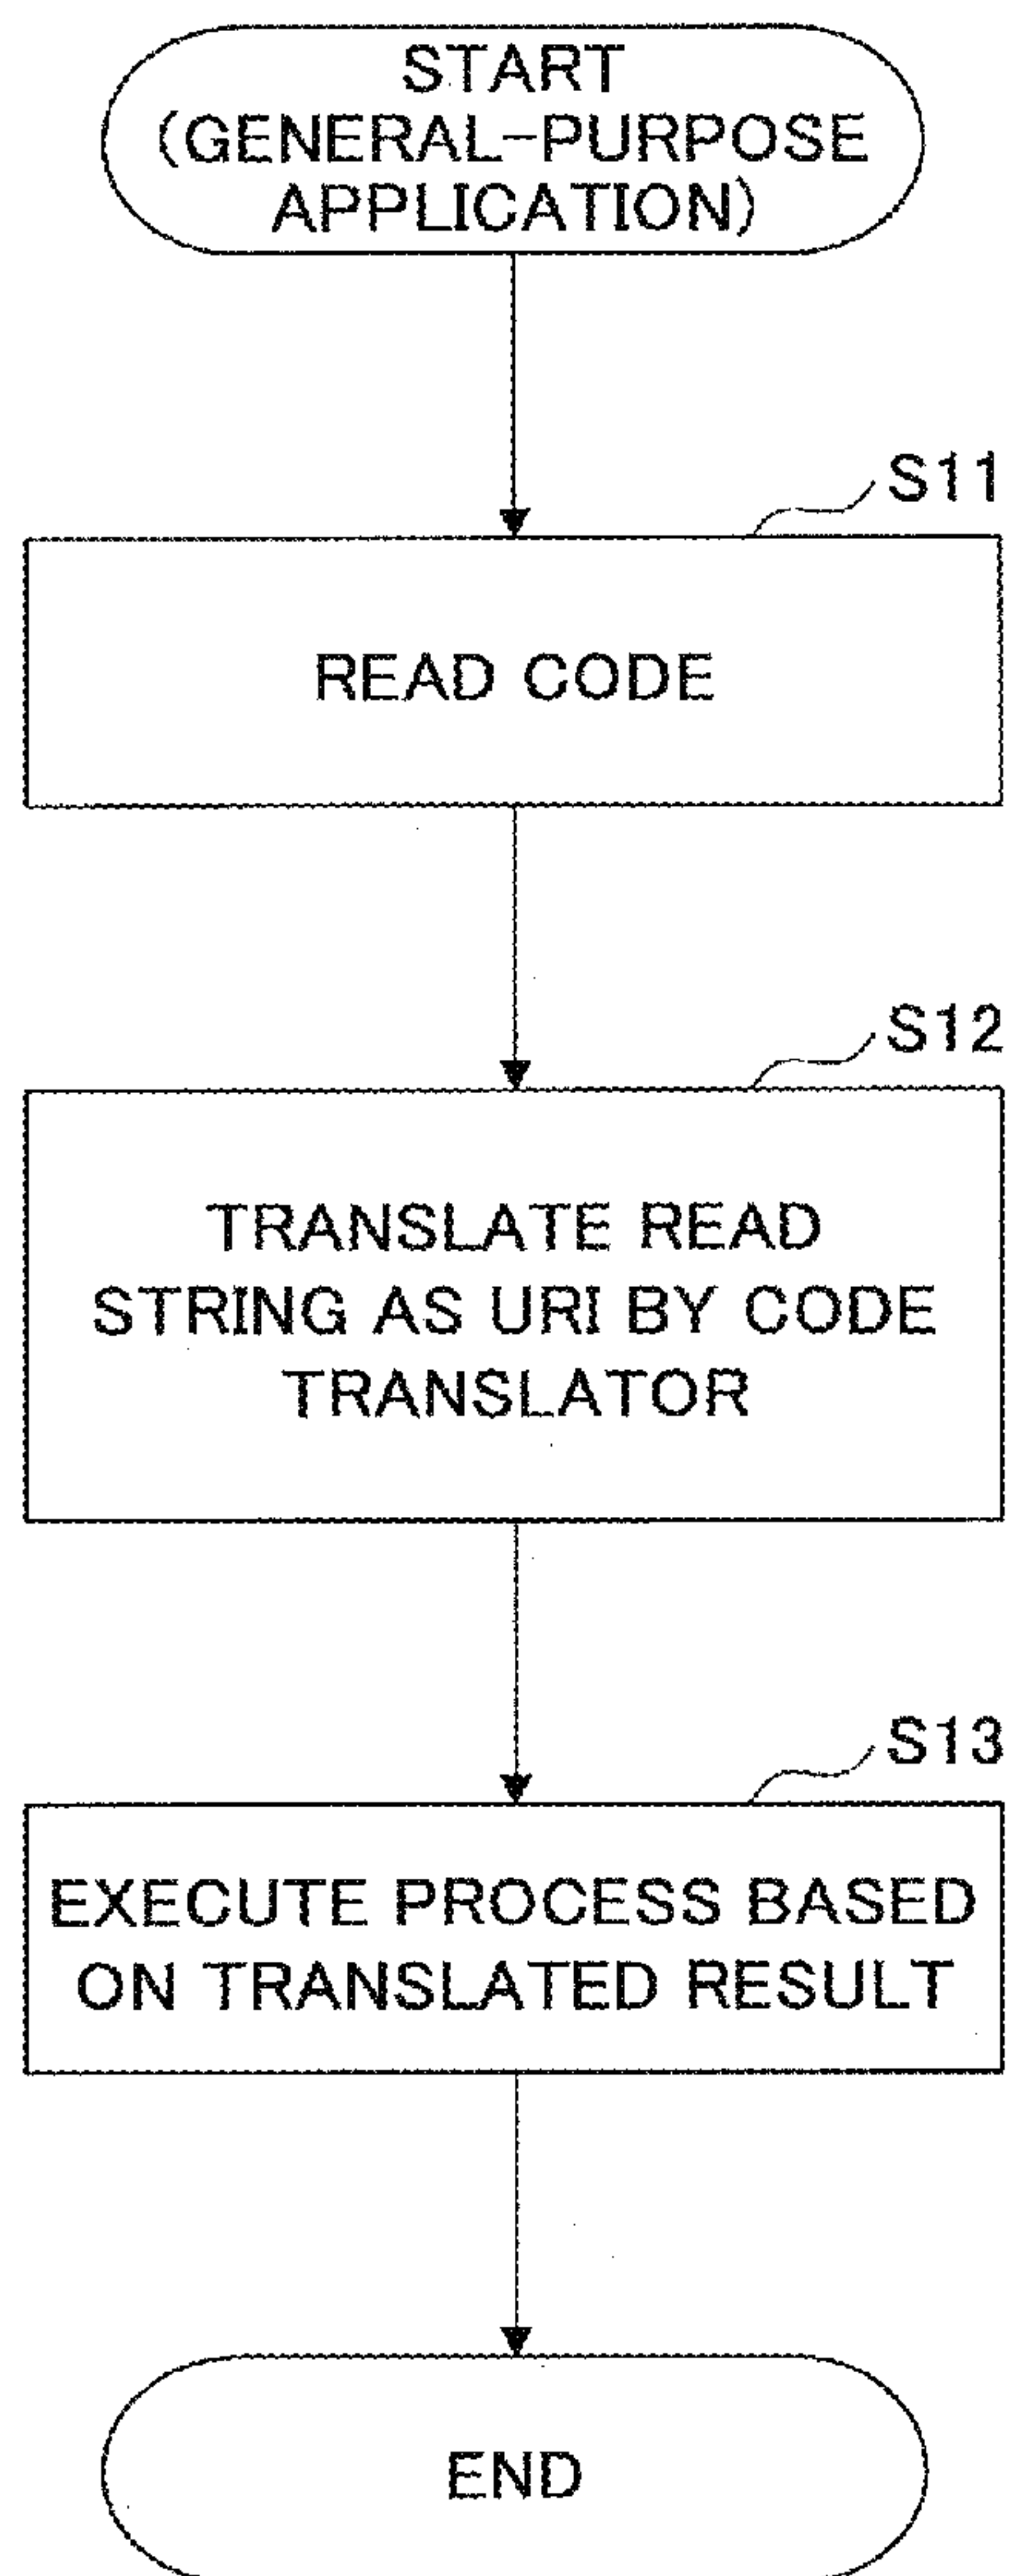 START
(GENERAL-PURPOSE
APPLICATION)
S11
READ CODE
S12
TRANSLATE READ
STRING AS URI BY CODE
TRANSLATOR
S13
EXECUTE PROCESS BASED
ON TRANSLATED RESULT
END